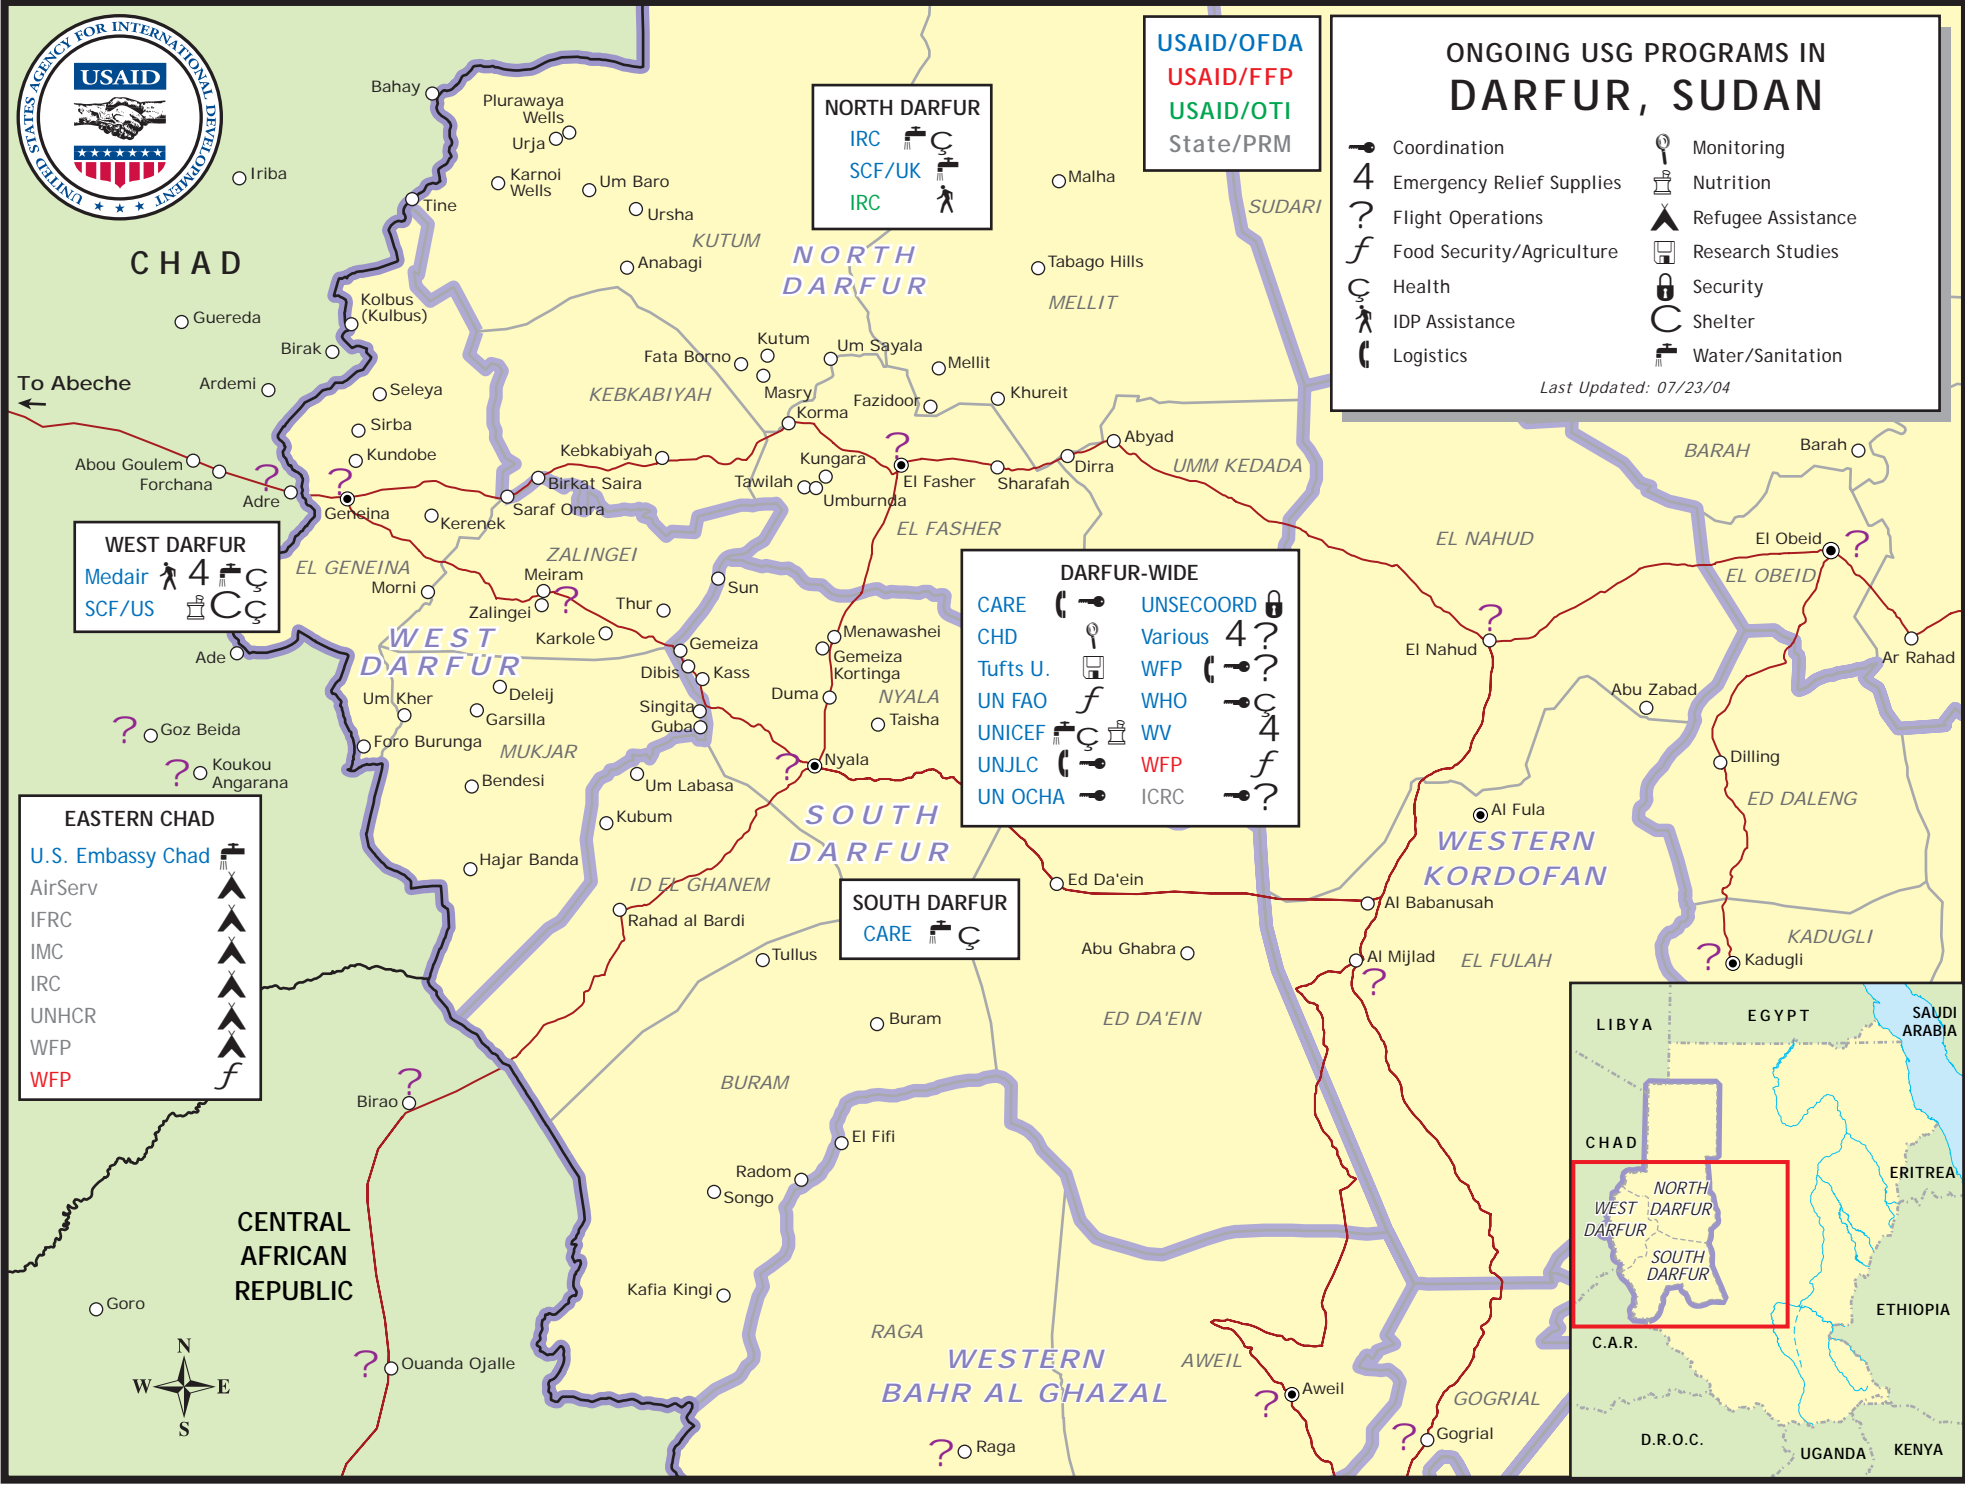 UNITED STATES AGENCY FOR INTERNATIONAL DEVELOPMENT
USAID
USAID/OFDA
USAID/FFP
USAID/OTI
State/PRM
ONGOING USG PROGRAMS IN
DARFUR, SUDAN
Coordination
4 Emergency Relief Supplies
? Flight Operations
f Food Security/Agriculture
Ç Health
IDP Assistance
Logistics
Monitoring
Nutrition
Refugee Assistance
Research Studies
Security
C Shelter
Water/Sanitation
Last Updated: 07/23/04
NORTH DARFUR
IRC Ç
SCF/UK
IRC
WEST DARFUR
Medair 4 Ç
SCF/US C Ç
DARFUR-WIDE
CARE
CHD
Tufts U.
UN FAO f
UNICEF Ç
UNJLC
UN OCHA
UNSECOORD
Various 4 ?
WFP ?
WHO Ç
WV 4
WFP f
ICRC ?
SOUTH DARFUR
CARE Ç
EASTERN CHAD
U.S. Embassy Chad
AirServ
IFRC
IMC
IRC
UNHCR
WFP
WFP f
Bahay
Plurawaya
Wells
Urja
Karnoi
Wells
Um Baro
Ursha
Iriba
Tine
KUTUM
Anabagi
NORTH
DARFUR
Malha
SUDARI
Tabago Hills
MELLIT
CHAD
Kolbus
(Kulbus)
Guereda
Birak
Ardemi
To Abeche
Seleya
Sirba
Kundobe
Fata Borno
Kutum
Um Sayala
Mellit
Masry
Fazidoor
Khureit
KEBKABIYAH
Korma
Abyad
Kebkabiyah
Kungara
?
Dirra
UMM KEDADA
BARAH
Barah
Abou Goulem
Forchana
?
Adre
?
Geneina
Birkat Saira
Tawilah
Umburnda
El Fasher
Sharafah
Saraf Omra
Kerenek
EL FASHER
EL NAHUD
El Obeid
?
EL OBEID
EL GENEINA
ZALINGEI
Meiram
?
Morni
Zalingei
Thur
Sun
Karkole
WEST
DARFUR
Ade
Gemeiza
Menawashei
Gemeiza
Kortinga
Dibis
Kass
?
El Nahud
Ar Rahad
Abu Zabad
Um Kher
Deleij
Garsilla
Singita
Guba
Duma
NYALA
Taisha
?
Goz Beida
Foro Burunga
MUKJAR
?
Koukou
Angarana
Bendesi
Um Labasa
?
Nyala
Dilling
ED DALENG
Kubum
SOUTH
DARFUR
Al Fula
WESTERN
KORDOFAN
Hajar Banda
ID EL GHANEM
Ed Da'ein
Al Babanusah
Rahad al Bardi
Tullus
Abu Ghabra
Al Mijlad
?
EL FULAH
KADUGLI
?
Kadugli
Buram
ED DA'EIN
BURAM
?
Birao
El Fifi
Radom
Songo
CENTRAL
AFRICAN
REPUBLIC
Kafia Kingi
Goro
RAGA
WESTERN
BAHR AL GHAZAL
AWEIL
?
Ouanda Ojalle
?
Aweil
GOGRIAL
?
Raga
?
Gogrial
N
W
E
S
LIBYA
EGYPT
SAUDI
ARABIA
CHAD
ERITREA
NORTH
DARFUR
WEST
DARFUR
SOUTH
DARFUR
ETHIOPIA
C.A.R.
D.R.O.C.
UGANDA
KENYA